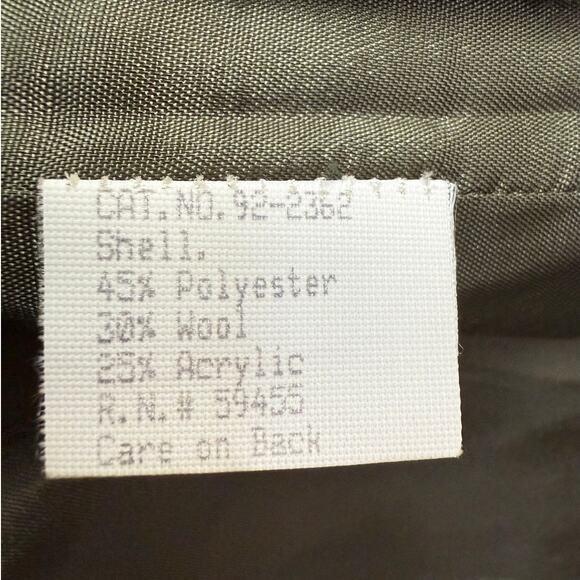 CAT.NO.92-2362
Shell.
45% Polyester
30% Wool
25% Acrylic
R.N.# 59455
Care on Back